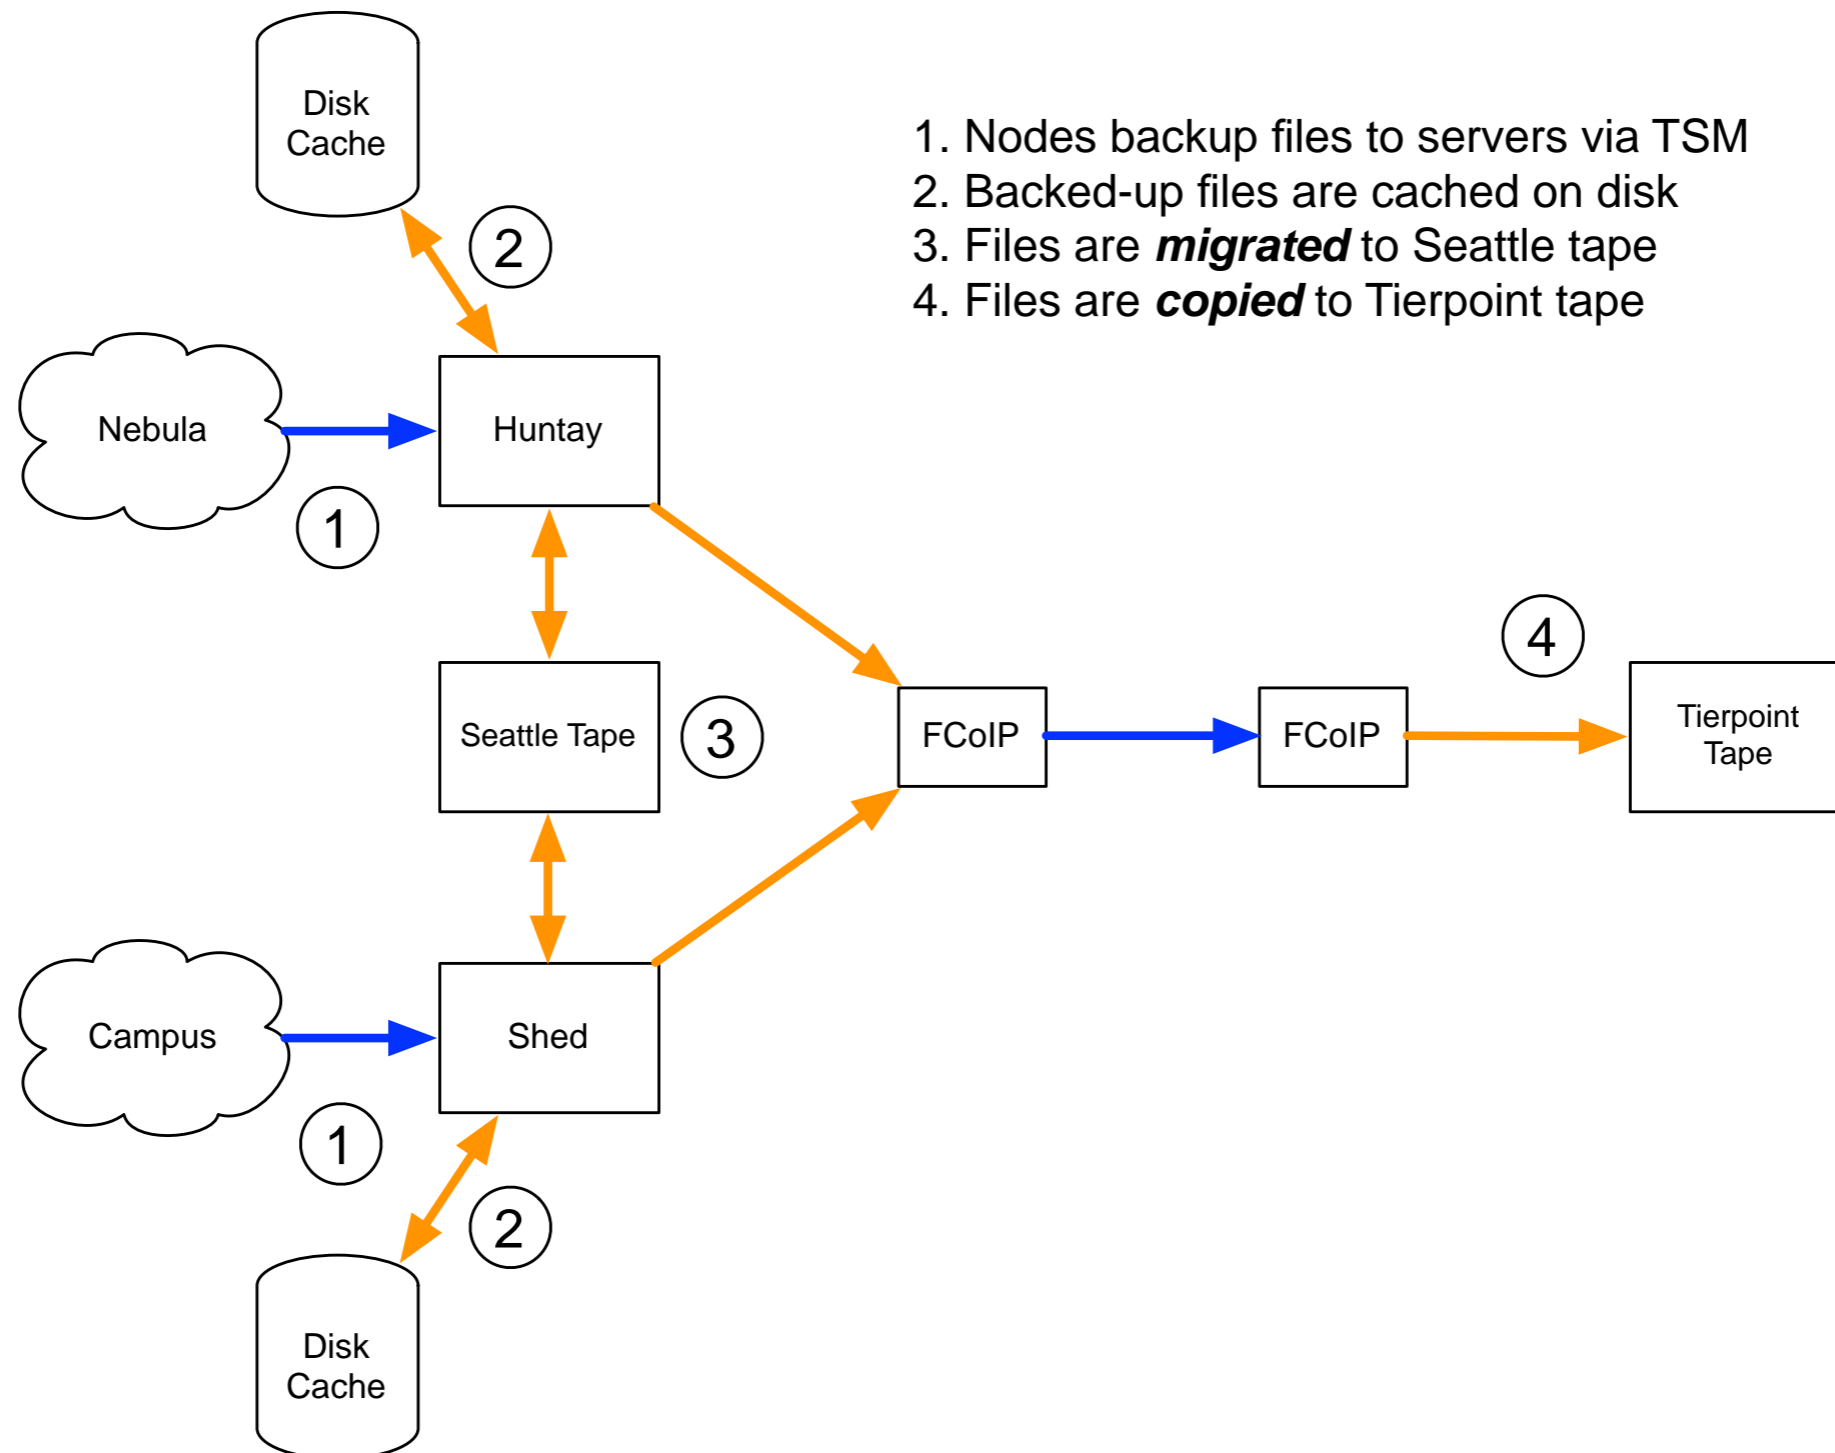 Disk
Cache
1. Nodes backup files to servers via TSM
2. Backed-up files are cached on disk
3. Files are migrated to Seattle tape
4. Files are copied to Tierpoint tape
2
Nebula
Huntay
1
4
Seattle Tape
3
FCoIP
FCoIP
Tierpoint
Tape
Campus
Shed
1
2
Disk
Cache